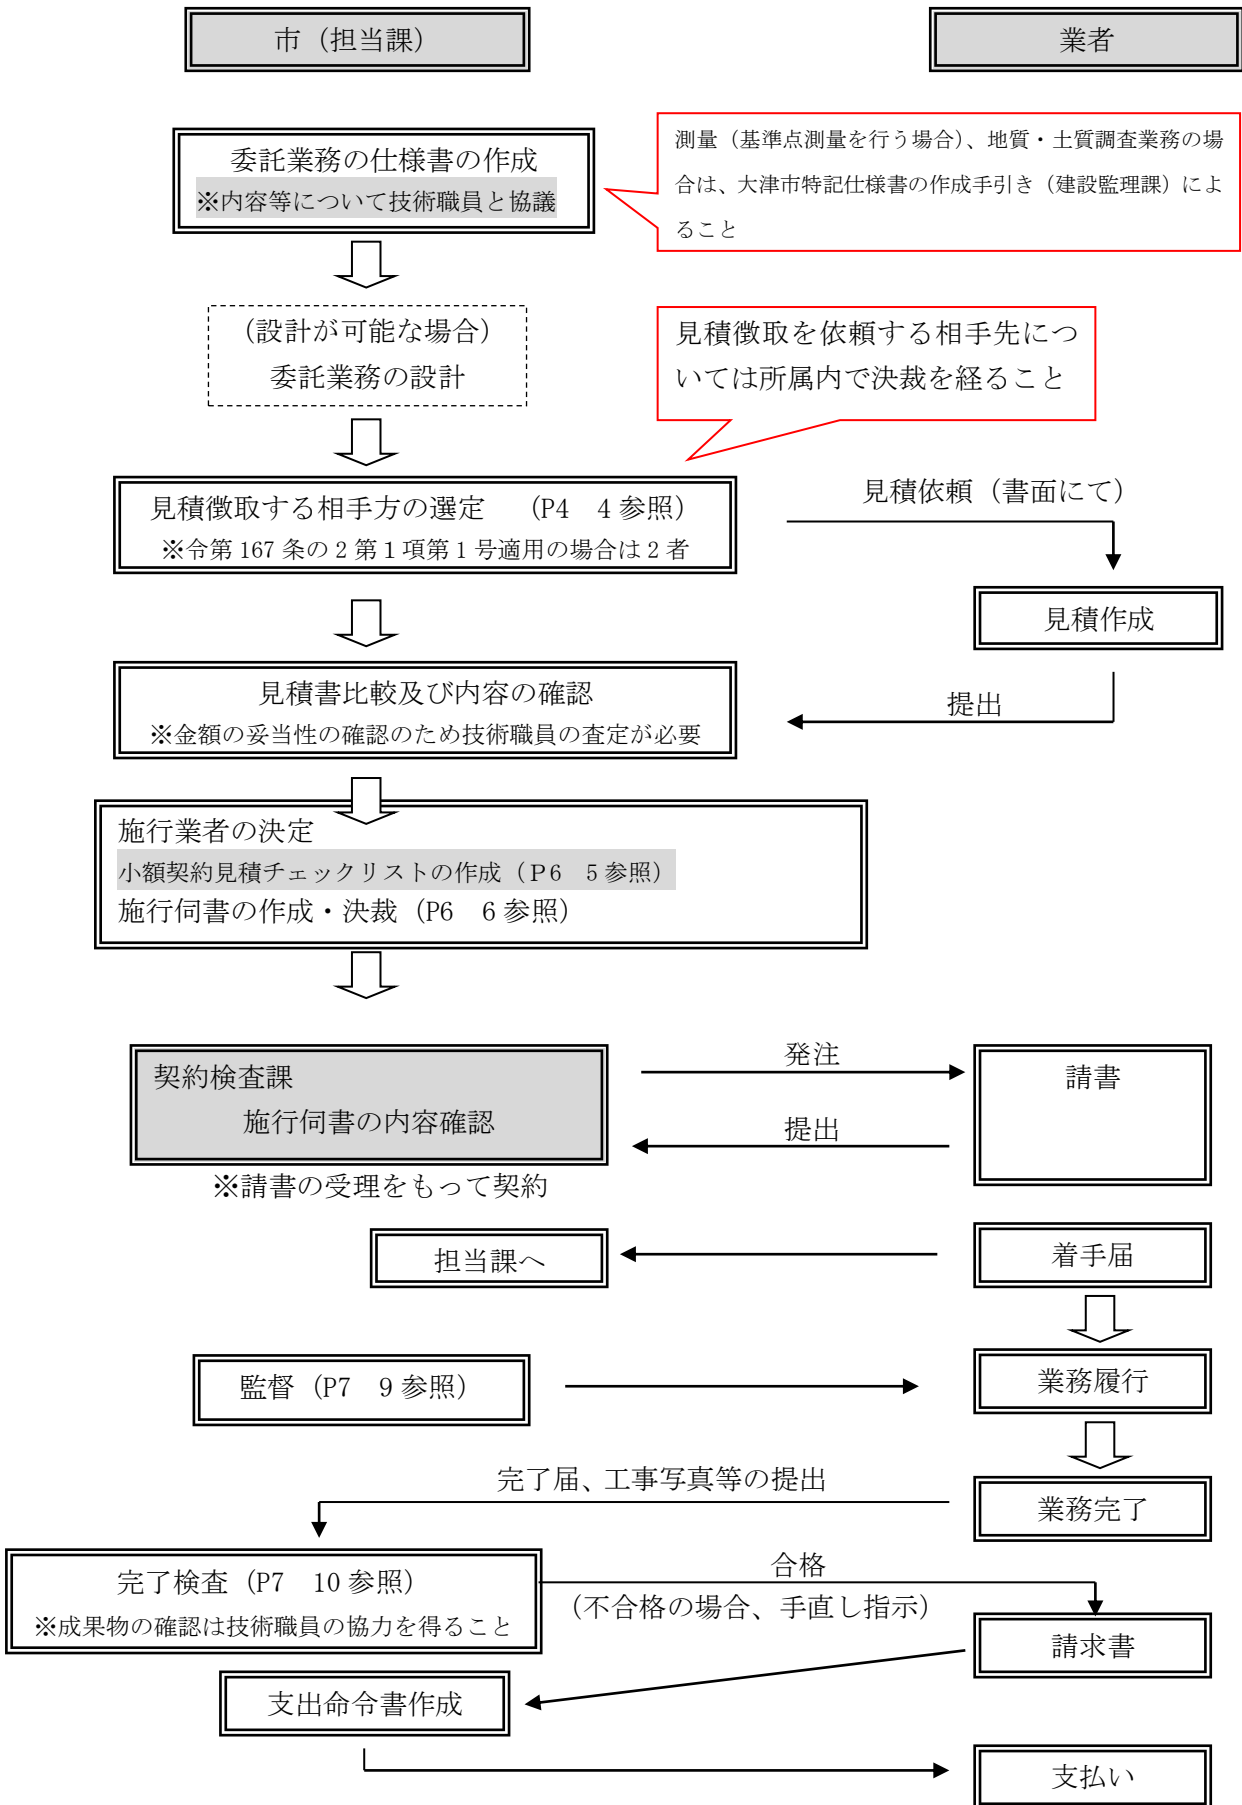 市（担当課）
業者
委託業務の仕様書の作成
※内容等について技術職員と協議
測量（基準点測量を行う場合）、地質・土質調査業務の場
合は、大津市特記仕様書の作成手引き（建設監理課）によ
ること
（設計が可能な場合）
委託業務の設計
見積徴取を依頼する相手先につ
いては所属内で決裁を経ること
見積徴取する相手方の選定　（P4　4 参照）
※令第 167 条の 2 第１項第 1 号適用の場合は 2 者
見積依頼（書面にて）
見積作成
見積書比較及び内容の確認
※金額の妥当性の確認のため技術職員の査定が必要
提出
施行業者の決定
小額契約見積チェックリストの作成（Ｐ6　5 参照）
施行伺書の作成・決裁（P6　6 参照）
契約検査課
施行伺書の内容確認
発注
提出
請書
※請書の受理をもって契約
担当課へ
着手届
監督（P7　9 参照）
業務履行
完了届、工事写真等の提出
業務完了
完了検査（P7　10 参照）
※成果物の確認は技術職員の協力を得ること
合格
（不合格の場合、手直し指示）
請求書
支出命令書作成
支払い